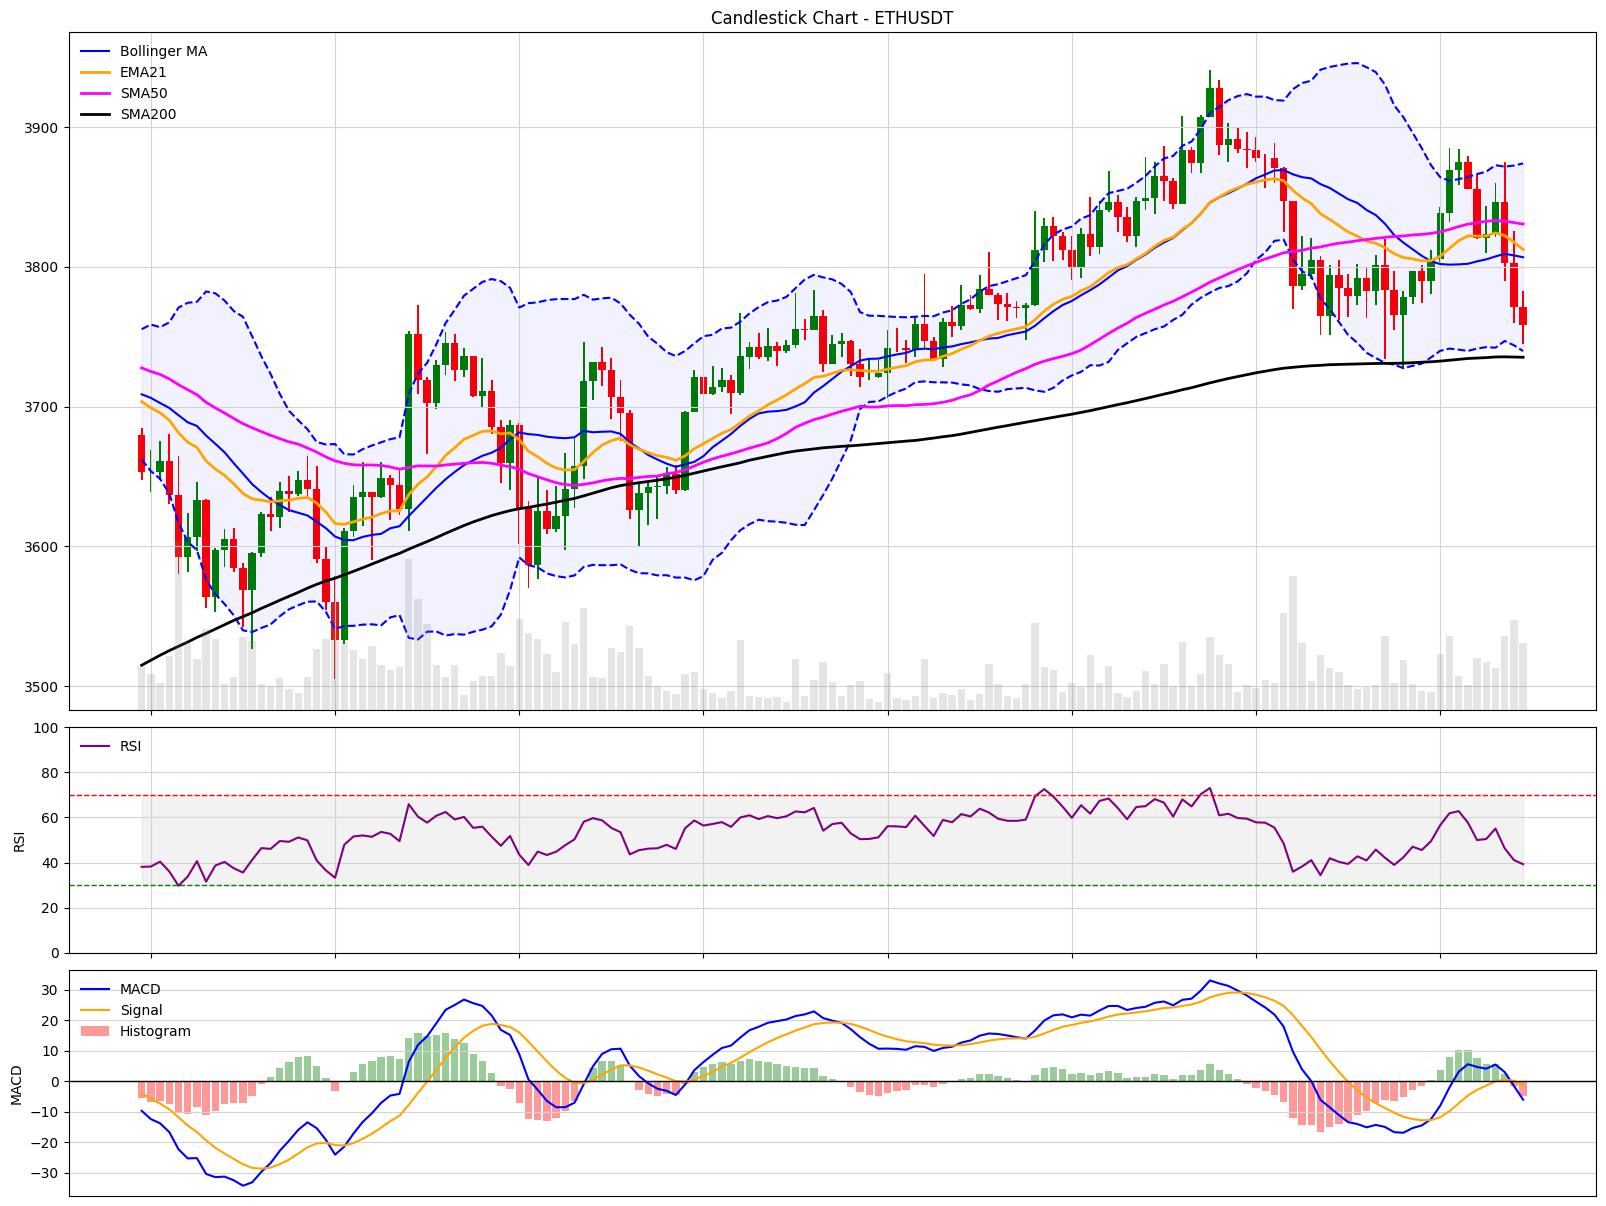 Candlestick Chart - ETHUSDT
Bollinger MA
EMA21
SMA50
SMA200
3900
3800
3700
3600
3500
100
80
60
40
20
0
RSI
RSI
30
20
10
0
−10
−20
−30
MACD
MACD
Signal
Histogram